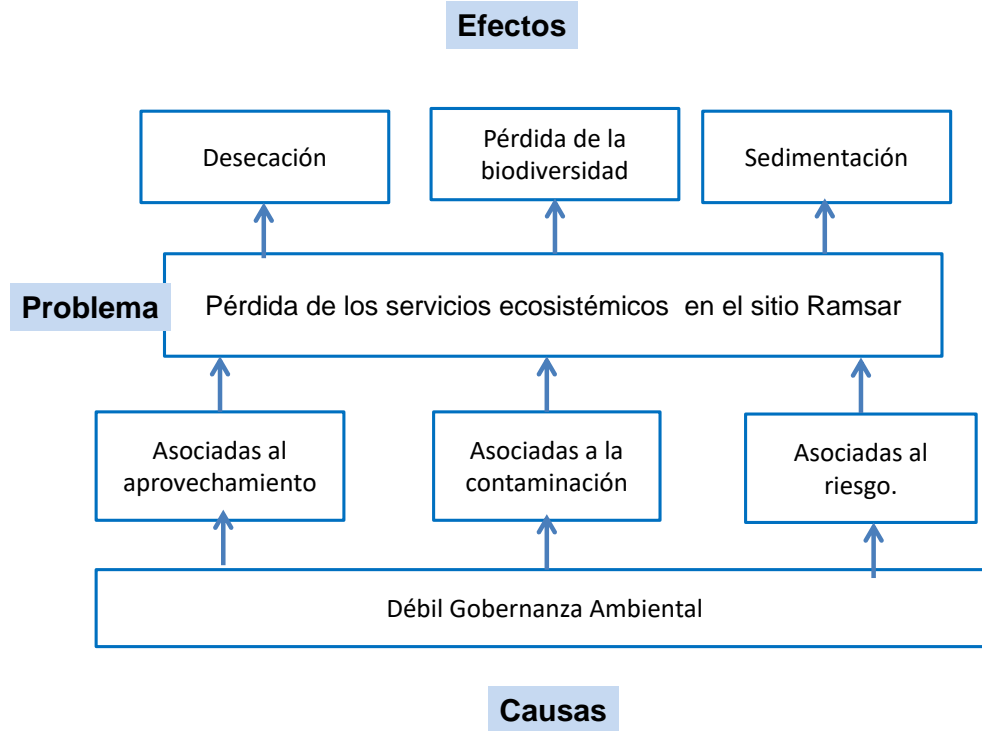 Efectos
Desecación
Pérdida de la
biodiversidad
Sedimentación
Problema
Pérdida de los servicios ecosistémicos  en el sitio Ramsar
Asociadas al
aprovechamiento
Asociadas a la
contaminación
Asociadas al
riesgo.
Débil Gobernanza Ambiental
Causas